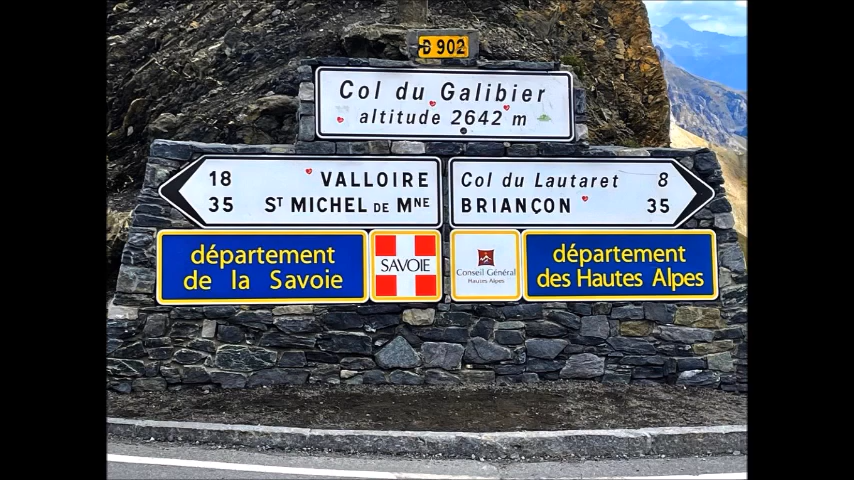 D 902
Col du Galibier
altitude 2642 m
18 VALLOIRE
35 ST MICHEL DE MNE
Col du Lautaret 8
BRIANÇON 35
département
de la Savoie
SAVOIE
Conseil Général
Hautes Alpes
département
des Hautes Alpes